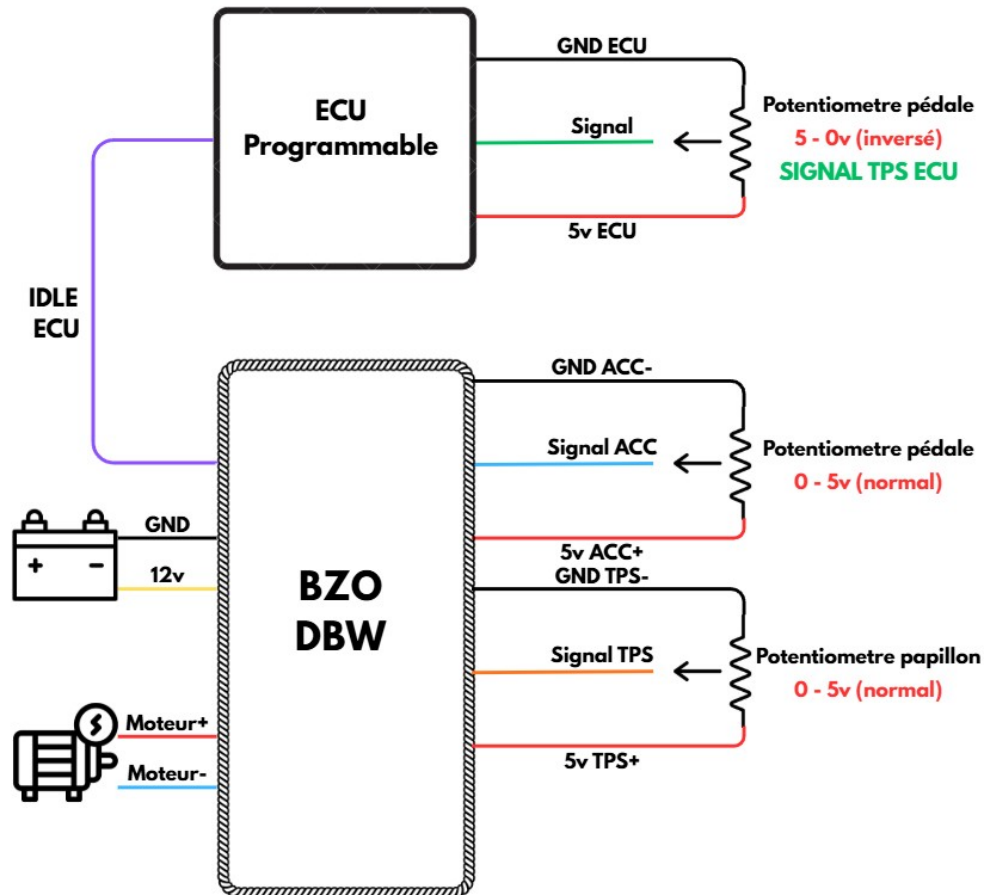 GND ECU
ECU
Programmable
Signal
Potentiometre pédale
5 - 0v (inversé)
SIGNAL TPS ECU
5v ECU
IDLE
ECU
GND ACC-
Signal ACC
Potentiometre pédale
0 - 5v (normal)
5v ACC+
GND
+ -
12v
BZO
DBW
GND TPS-
Signal TPS
Potentiometre papillon
0 - 5v (normal)
5v TPS+
Moteur+
Moteur-